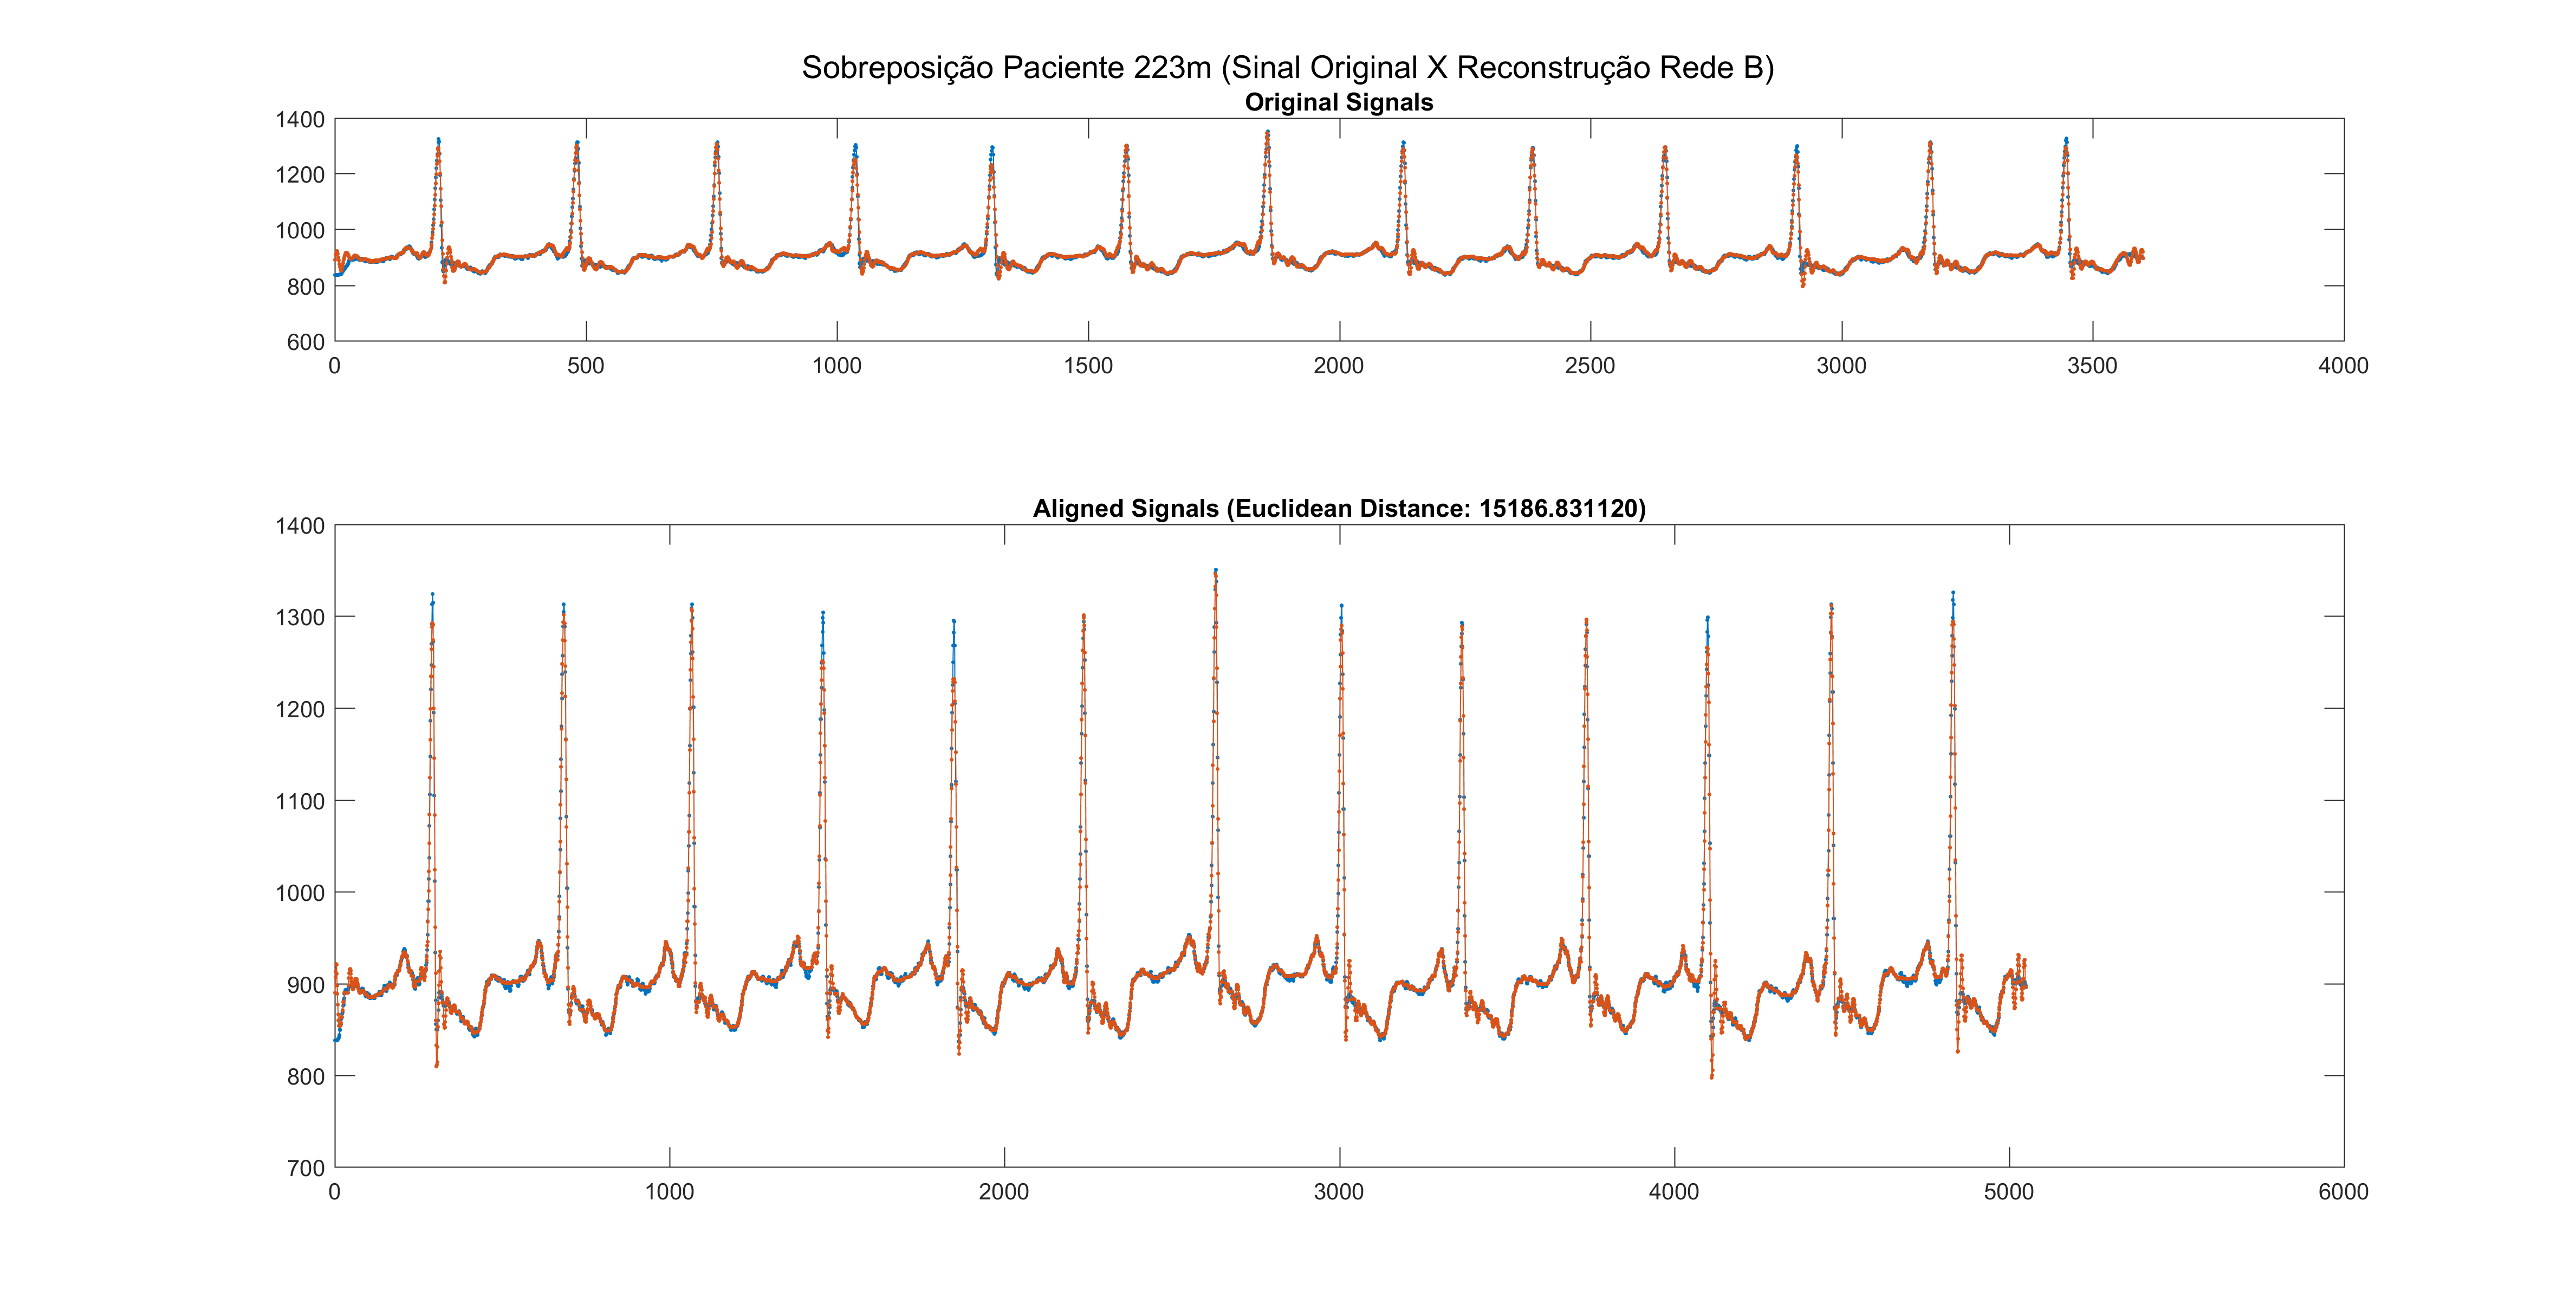 Sobreposição Paciente 223m (Sinal Original X Reconstrução Rede B)
Original Signals
1400
1200
1000
800
600
0 500 1000 1500 2000 2500 3000 3500 4000
Aligned Signals (Euclidean Distance: 15186.831120)
1400
1300
1200
1100
1000
900
800
700
0 1000 2000 3000 4000 5000 6000